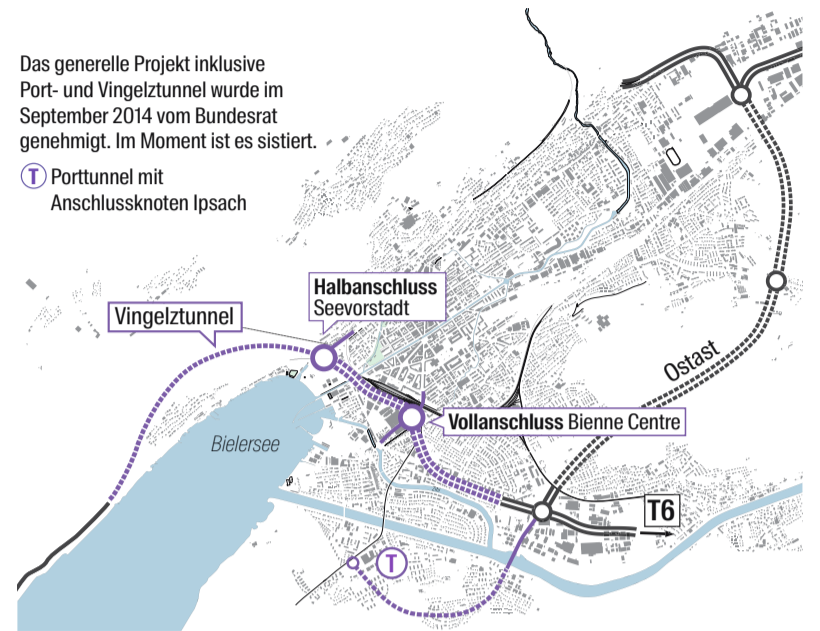 Das generelle Projekt inklusive
Port- und Vingelztunnel wurde im
September 2014 vom Bundesrat
genehmigt. Im Moment ist es sistiert.
T Porttunnel mit
Anschlussknoten Ipsach
Halbanschluss
Seevorstadt
Vingelztunnel
Ostast
Vollanschluss Bienne Centre
Bielersee
T6
T